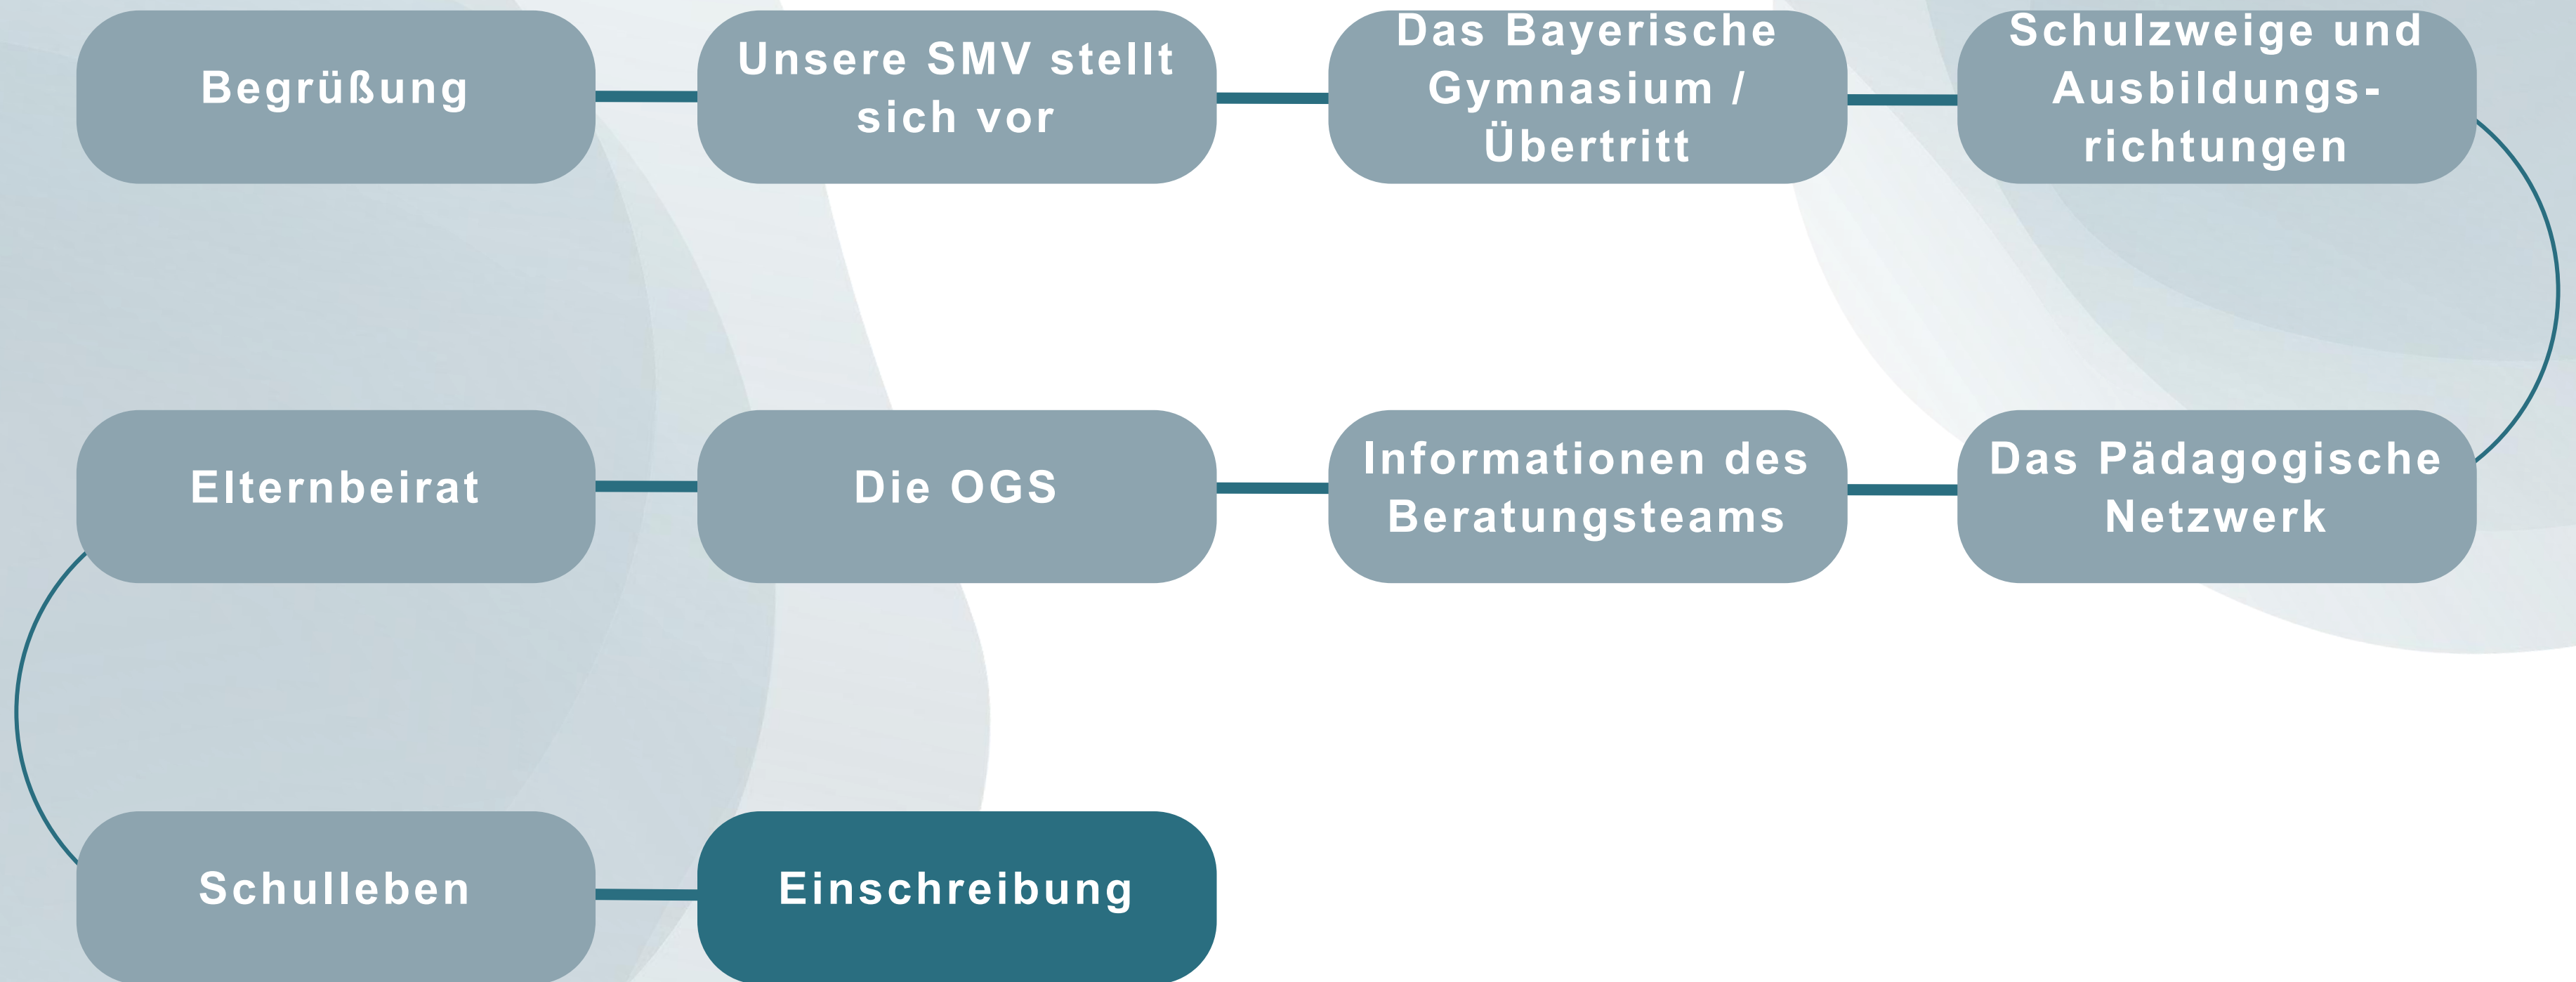 Begrüßung
Unsere SMV stellt
sich vor
Das Bayerische
Gymnasium /
Übertritt
Schulzweige und
Ausbildungs-
richtungen
Elternbeirat
Die OGS
Informationen des
Beratungsteams
Das Pädagogische
Netzwerk
Schulleben
Einschreibung